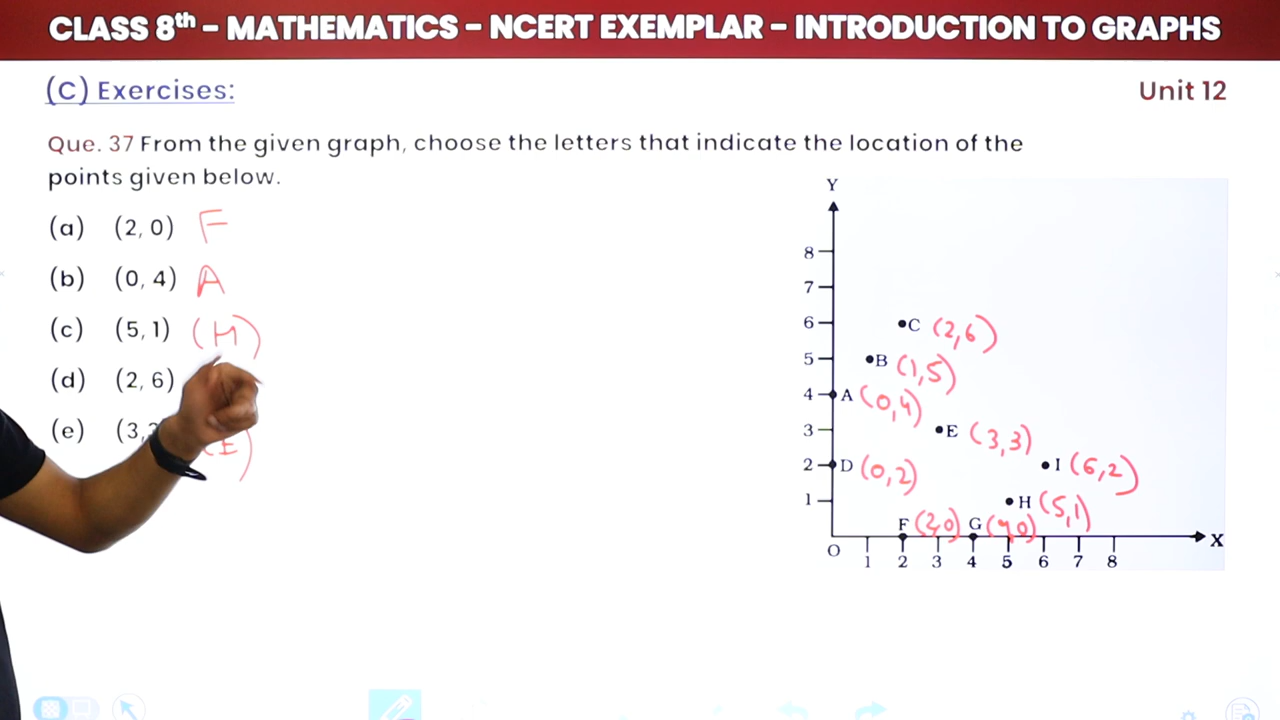 CLASS 8th – MATHEMATICS – NCERT EXEMPLAR – INTRODUCTION TO GRAPHS
(C) Exercises:
Unit 12
Que. 37 From the given graph, choose the letters that indicate the location of the
points given below.
(a) (2, 0) F
(b) (0, 4) A
(c) (5, 1) (H)
(d) (2, 6)
(e) (3,
Y
8
7
6 C (2,6)
5 B (1,5)
4 A (0,4)
3 E (3,3)
2 D (0,2) I (6,2)
1 H (5,1)
F (2,0) G (4,0)
O X
1 2 3 4 5 6 7 8